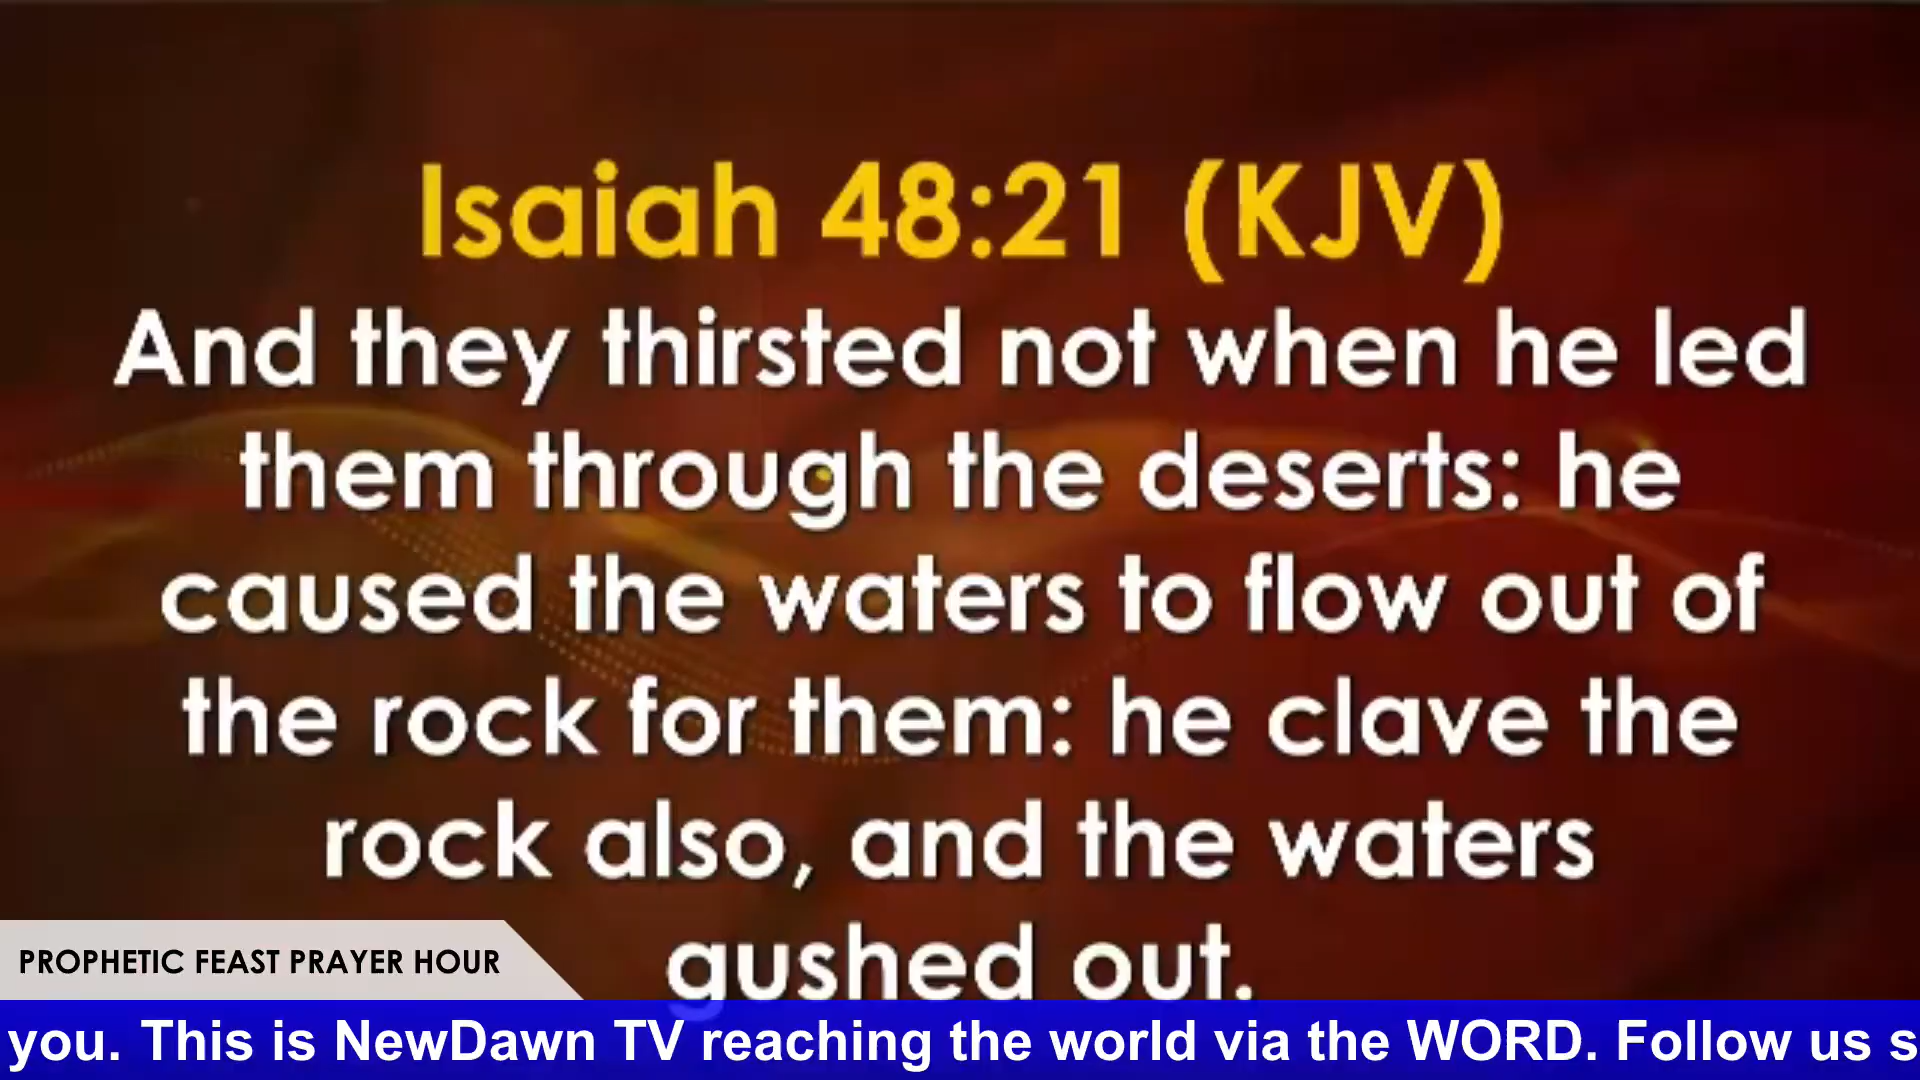 Isaiah 48:21 (KJV)
And they thirsted not when he led
them through the deserts: he
caused the waters to flow out of
the rock for them: he clave the
rock also, and the waters
gushed out.
PROPHETIC FEAST PRAYER HOUR
you. This is NewDawn TV reaching the world via the WORD. Follow us s